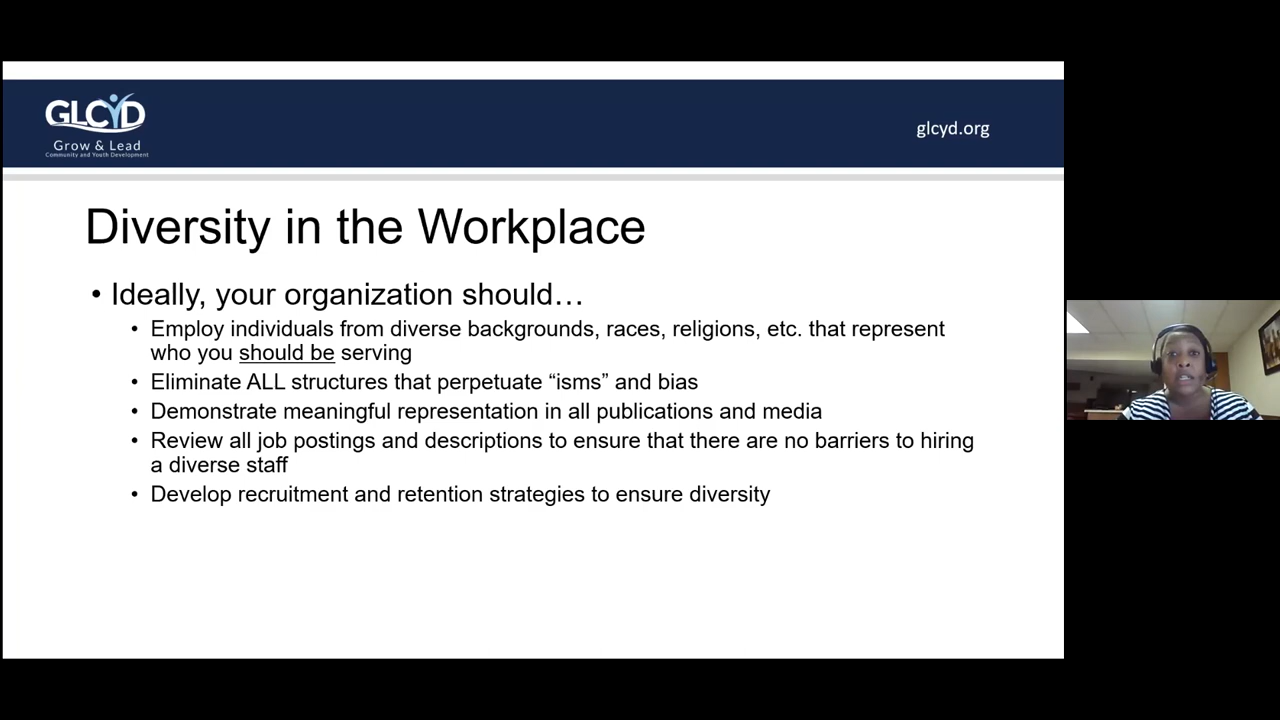 GLCYD
Grow & Lead
Community and Youth Development
glcyd.org
Diversity in the Workplace
• Ideally, your organization should…
• Employ individuals from diverse backgrounds, races, religions, etc. that represent
who you should be serving
• Eliminate ALL structures that perpetuate “isms” and bias
• Demonstrate meaningful representation in all publications and media
• Review all job postings and descriptions to ensure that there are no barriers to hiring
a diverse staff
• Develop recruitment and retention strategies to ensure diversity